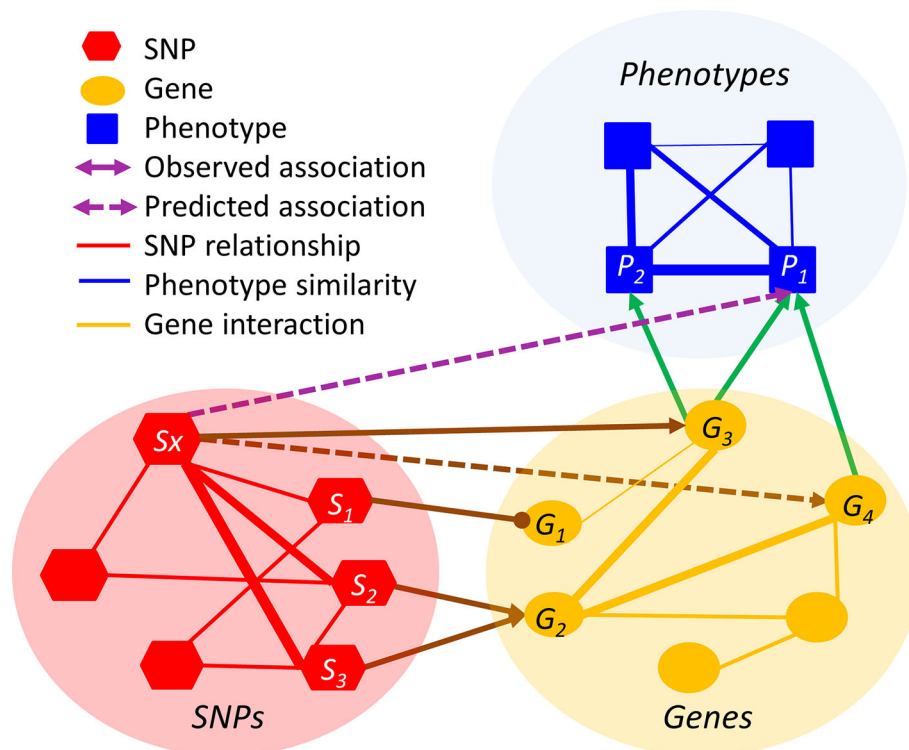 SNP
Gene
Phenotype
Observed association
Predicted association
SNP relationship
Phenotype similarity
Gene interaction
Phenotypes
P2
P1
Sx
S1
S2
S3
SNPs
G3
G4
G1
G2
Genes